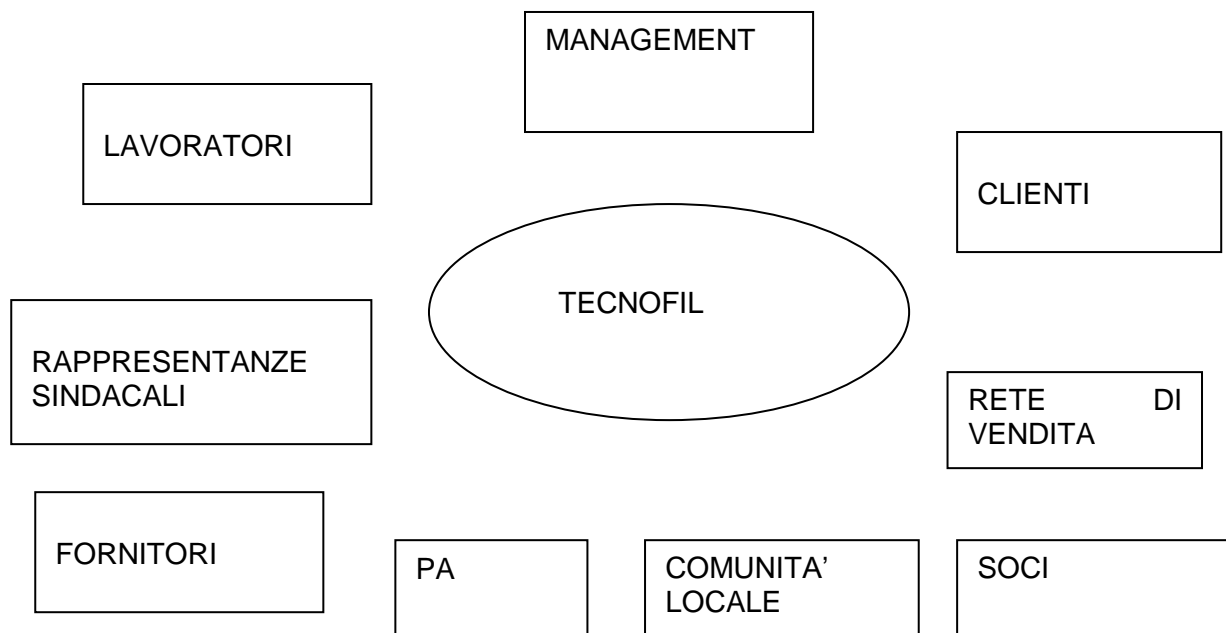 MANAGEMENT
LAVORATORI
CLIENTI
TECNOFIL
RAPPRESENTANZE
SINDACALI
RETE DI
VENDITA
FORNITORI
PA
COMUNITA’
LOCALE
SOCI